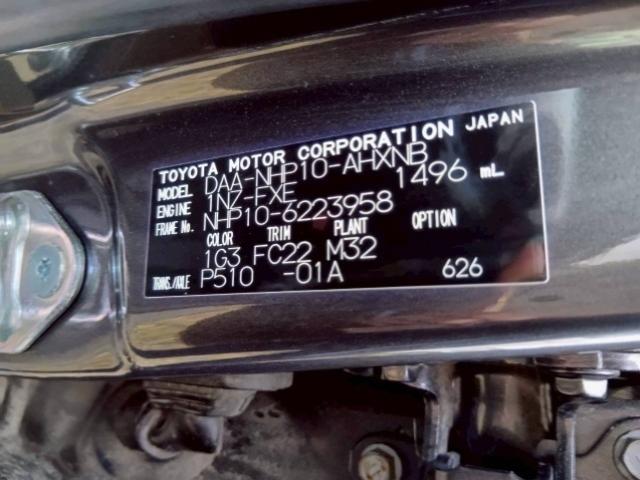 TOYOTA MOTOR CORPORATION JAPAN
MODEL DAA-NHP10-AHXNB
ENGINE 1NZ-FXE 1496 mL
FRAME No. NHP10-6223958
COLOR TRIM PLANT OPTION
1G3 FC22 M32
TRANS./AXLE P510 -01A 626